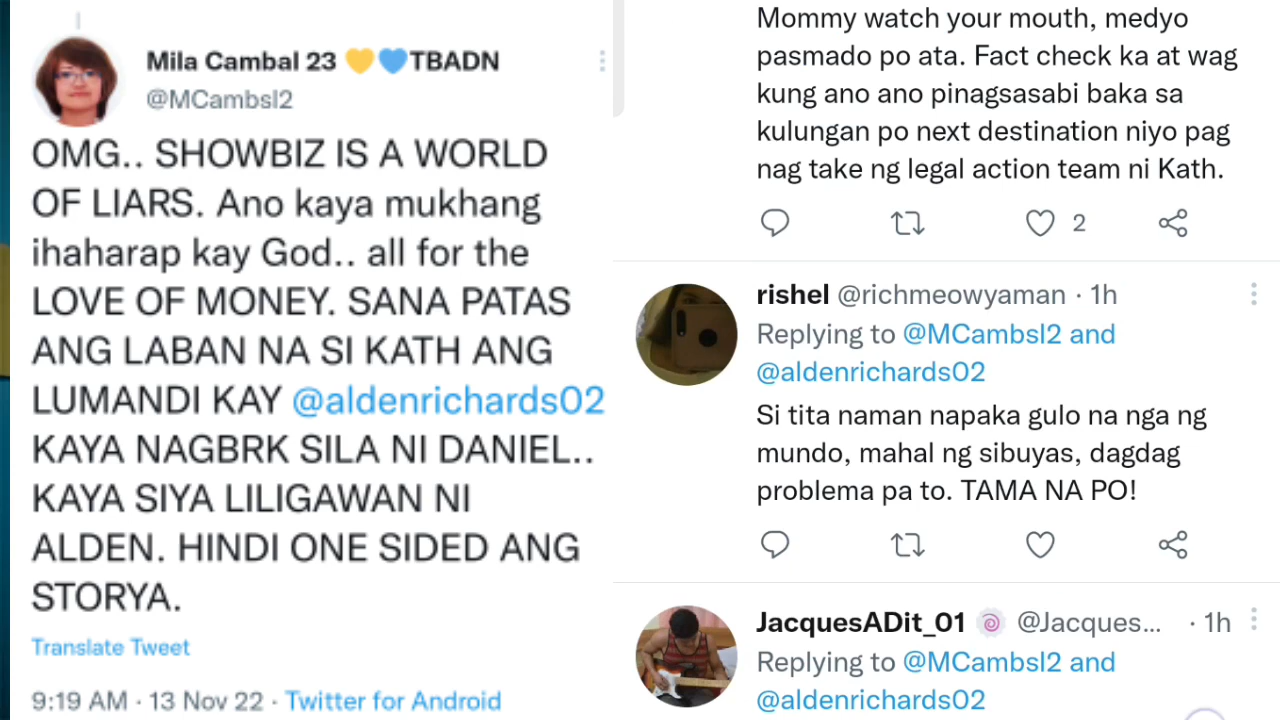 Mila Cambal 23 💛💙TBADN
@MCambsl2
OMG.. SHOWBIZ IS A WORLD
OF LIARS. Ano kaya mukhang
ihaharap kay God.. all for the
LOVE OF MONEY. SANA PATAS
ANG LABAN NA SI KATH ANG
LUMANDI KAY @aldenrichards02
KAYA NAGBRK SILA NI DANIEL..
KAYA SIYA LILIGAWAN NI
ALDEN. HINDI ONE SIDED ANG
STORYA.
Translate Tweet
9:19 AM · 13 Nov 22 · Twitter for Android
Mommy watch your mouth, medyo
pasmado po ata. Fact check ka at wag
kung ano ano pinagsasabi baka sa
kulungan po next destination niyo pag
nag take ng legal action team ni Kath.
2
rishel @richmeowyaman · 1h
Replying to @MCambsl2 and
@aldenrichards02
Si tita naman napaka gulo na nga ng
mundo, mahal ng sibuyas, dagdag
problema pa to. TAMA NA PO!
JacquesADit_01 🍥 @Jacques... · 1h
Replying to @MCambsl2 and
@aldenrichards02